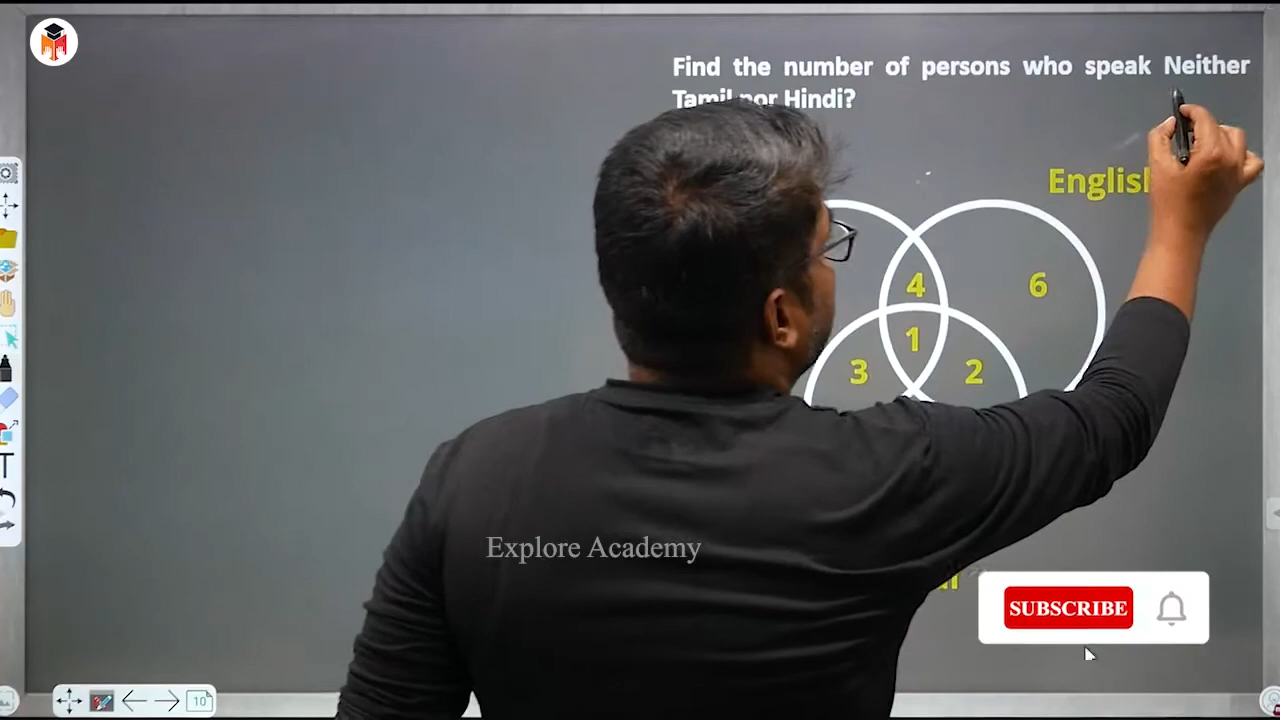 Find the number of persons who speak Neither
Tamil nor Hindi?
English
4
6
1
3
2
Explore Academy
SUBSCRIBE
T
10